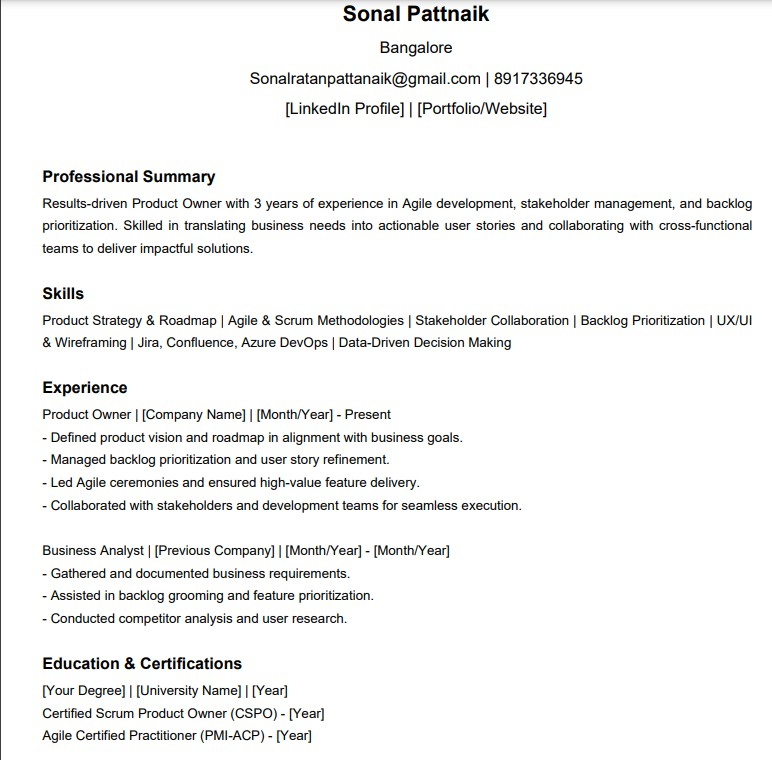 Sonal Pattnaik
Bangalore
Sonalratanpattanaik@gmail.com | 8917336945
[LinkedIn Profile] | [Portfolio/Website]
Professional Summary
Results-driven Product Owner with 3 years of experience in Agile development, stakeholder management, and backlog
prioritization. Skilled in translating business needs into actionable user stories and collaborating with cross-functional
teams to deliver impactful solutions.
Skills
Product Strategy & Roadmap | Agile & Scrum Methodologies | Stakeholder Collaboration | Backlog Prioritization | UX/UI
& Wireframing | Jira, Confluence, Azure DevOps | Data-Driven Decision Making
Experience
Product Owner | [Company Name] | [Month/Year] - Present
- Defined product vision and roadmap in alignment with business goals.
- Managed backlog prioritization and user story refinement.
- Led Agile ceremonies and ensured high-value feature delivery.
- Collaborated with stakeholders and development teams for seamless execution.
Business Analyst | [Previous Company] | [Month/Year] - [Month/Year]
- Gathered and documented business requirements.
- Assisted in backlog grooming and feature prioritization.
- Conducted competitor analysis and user research.
Education & Certifications
[Your Degree] | [University Name] | [Year]
Certified Scrum Product Owner (CSPO) - [Year]
Agile Certified Practitioner (PMI-ACP) - [Year]